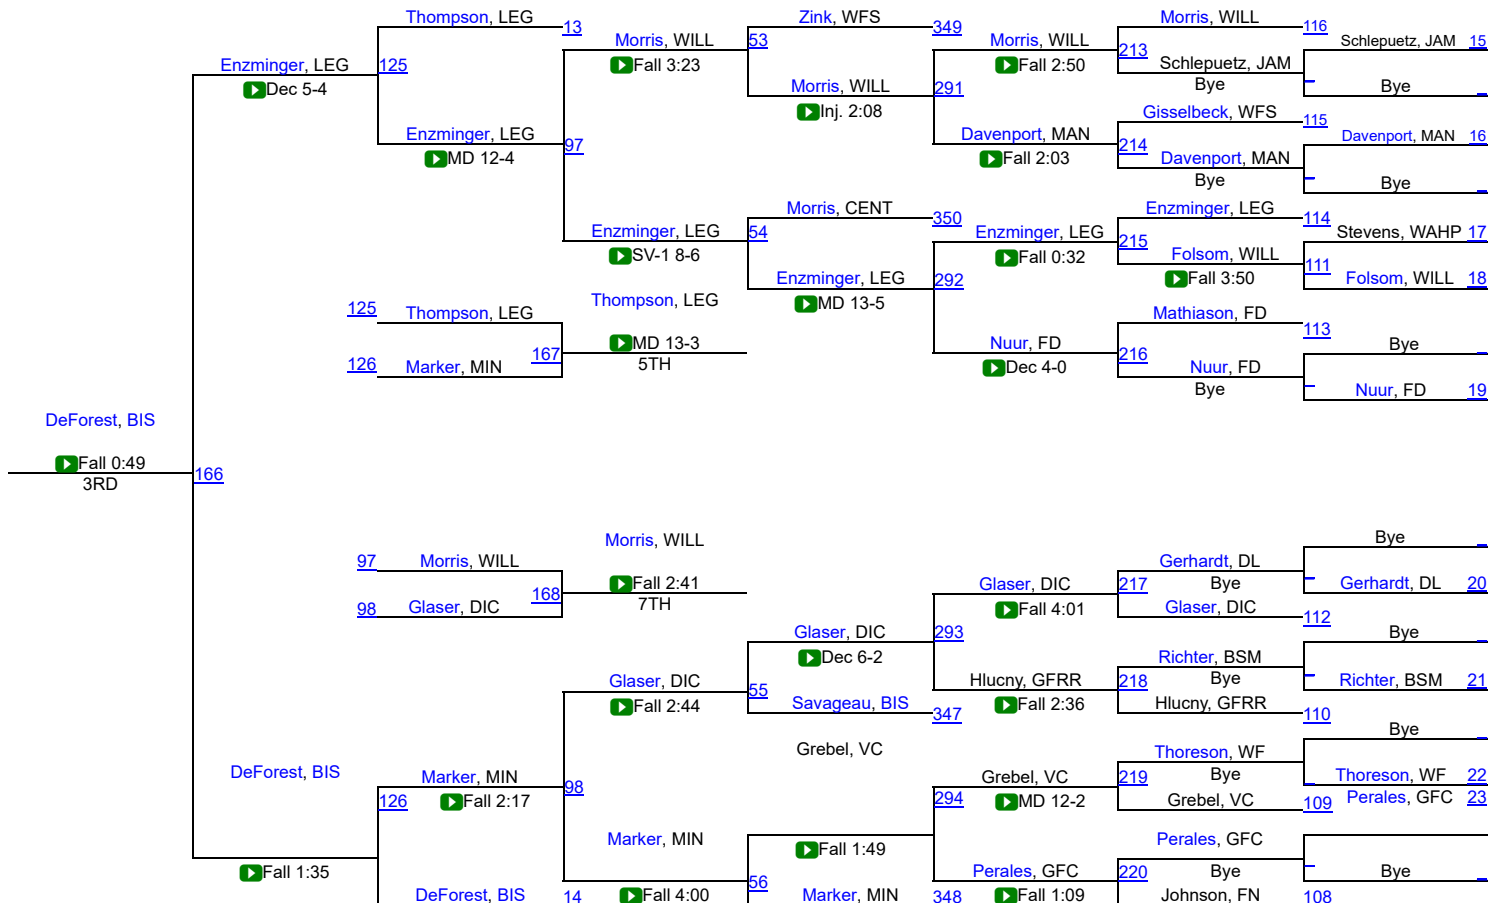 Thompson, LEG
13
Zink, WFS
349
Morris, WILL
116
Morris, WILL
53
Morris, WILL
213
Schlepuetz, JAM 15
Enzminger, LEG
125
Fall 3:23
Fall 2:50
Schlepuetz, JAM
Bye
Dec 5-4
Morris, WILL
291
Bye
Inj. 2:08
Gisselbeck, WFS
115
Enzminger, LEG
97
Davenport, MAN
214
Davenport, MAN 16
MD 12-4
Fall 2:03
Davenport, MAN
Bye
Bye
Morris, CENT
350
Enzminger, LEG
114
Enzminger, LEG
54
Enzminger, LEG
215
Stevens, WAHP 17
SV-1 8-6
Fall 0:32
Folsom, WILL
111
Enzminger, LEG
292
Fall 3:50
Folsom, WILL 18
Thompson, LEG
MD 13-5
125
Thompson, LEG
Mathiason, FD
113
MD 13-3
Nuur, FD
216
Bye
126
Marker, MIN
167
5TH
Dec 4-0
Nuur, FD
Bye
Nuur, FD 19
DeForest, BIS
Fall 0:49
3RD
166
Morris, WILL
Bye
97
Morris, WILL
Gerhardt, DL
Fall 2:41
Glaser, DIC
217
Bye
Gerhardt, DL 20
98
Glaser, DIC
168
7TH
Fall 4:01
Glaser, DIC
112
Glaser, DIC
293
Bye
Dec 6-2
Richter, BSM
Glaser, DIC
55
Hlucny, GFRR
218
Bye
Richter, BSM 21
Fall 2:44
Savageau, BIS
347
Fall 2:36
Hlucny, GFRR
110
Grebel, VC
Bye
DeForest, BIS
Thoreson, WF
Marker, MIN
98
Grebel, VC
219
Bye
Thoreson, WF 22
126
Fall 2:17
294
MD 12-2
Grebel, VC
109
Perales, GFC 23
Marker, MIN
Perales, GFC
Fall 1:49
Fall 1:35
56
Perales, GFC
220
Bye
Bye
DeForest, BIS
14
Fall 4:00
Marker, MIN
348
Fall 1:09
Johnson, FN
108